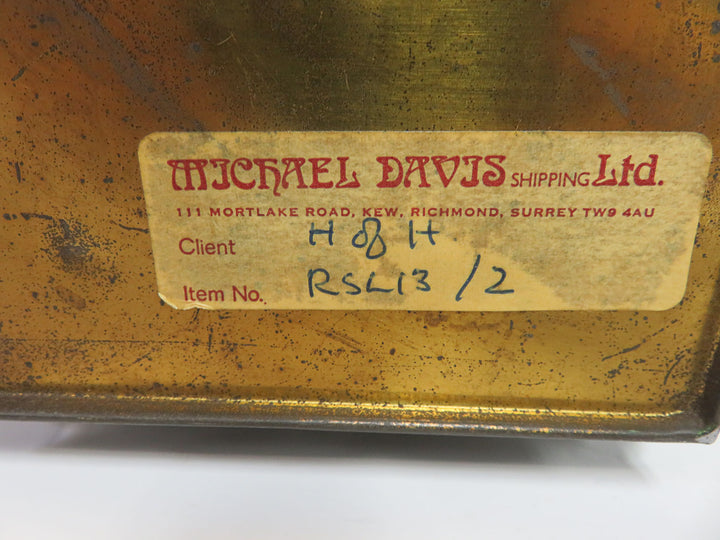 MICHAEL DAVIS SHIPPING Ltd.
111 MORTLAKE ROAD, KEW, RICHMOND, SURREY TW9 4AU
Client H & H
Item No. RSL13 / 2